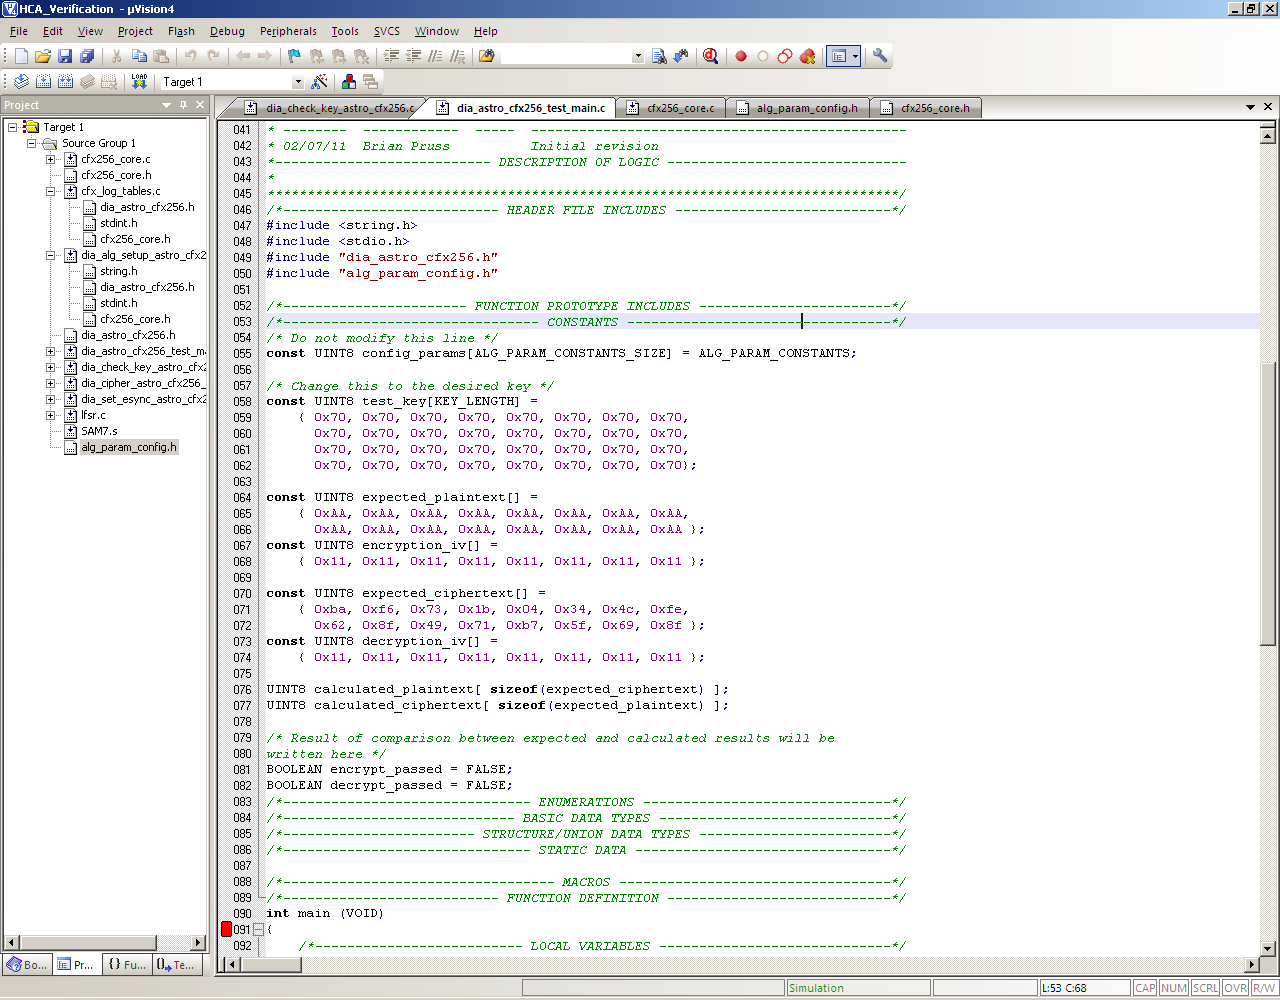 HCA_Verification - µVision4
File Edit View Project Flash Debug Peripherals Tools SVCS Window Help
LOAD Target 1
Project
Target 1
Source Group 1
cfx256_core.c
cfx256_core.h
cfx_log_tables.c
dia_astro_cfx256.h
stdint.h
cfx256_core.h
dia_alg_setup_astro_cfx2
string.h
dia_astro_cfx256.h
stdint.h
cfx256_core.h
dia_astro_cfx256.h
dia_astro_cfx256_test_ma
dia_check_key_astro_cfx2
dia_cipher_astro_cfx256_
dia_set_esync_astro_cfx2
lfsr.c
SAM7.s
alg_param_config.h
Bo... Pr... {} Fu... Te...
dia_check_key_astro_cfx256.c dia_astro_cfx256_test_main.c cfx256_core.c alg_param_config.h cfx256_core.h
041 * -------- ------------ ----- -----------------------------------------------
042 * 02/07/11 Brian Pruss Initial revision
043 *--------------------------- DESCRIPTION OF LOGIC ------------------------------
044 *
045 *******************************************************************************/
046 /*--------------------------- HEADER FILE INCLUDES ---------------------------*/
047 #include <string.h>
048 #include <stdio.h>
049 #include "dia_astro_cfx256.h"
050 #include "alg_param_config.h"
051
052 /*----------------------- FUNCTION PROTOTYPE INCLUDES ------------------------*/
053 /*-------------------------------- CONSTANTS ---------------------------------*/
054 /* Do not modify this line */
055 const UINT8 config_params[ALG_PARAM_CONSTANTS_SIZE] = ALG_PARAM_CONSTANTS;
056
057 /* Change this to the desired key */
058 const UINT8 test_key[KEY_LENGTH] =
059 { 0x70, 0x70, 0x70, 0x70, 0x70, 0x70, 0x70, 0x70,
060 0x70, 0x70, 0x70, 0x70, 0x70, 0x70, 0x70, 0x70,
061 0x70, 0x70, 0x70, 0x70, 0x70, 0x70, 0x70, 0x70,
062 0x70, 0x70, 0x70, 0x70, 0x70, 0x70, 0x70, 0x70};
063
064 const UINT8 expected_plaintext[] =
065 { 0xAA, 0xAA, 0xAA, 0xAA, 0xAA, 0xAA, 0xAA, 0xAA,
066 0xAA, 0xAA, 0xAA, 0xAA, 0xAA, 0xAA, 0xAA, 0xAA };
067 const UINT8 encryption_iv[] =
068 { 0x11, 0x11, 0x11, 0x11, 0x11, 0x11, 0x11, 0x11 };
069
070 const UINT8 expected_ciphertext[] =
071 { 0xba, 0xf6, 0x73, 0x1b, 0x04, 0x34, 0x4c, 0xfe,
072 0x62, 0x8f, 0x49, 0x71, 0xb7, 0x5f, 0x69, 0x8f };
073 const UINT8 decryption_iv[] =
074 { 0x11, 0x11, 0x11, 0x11, 0x11, 0x11, 0x11, 0x11 };
075
076 UINT8 calculated_plaintext[ sizeof(expected_ciphertext) ];
077 UINT8 calculated_ciphertext[ sizeof(expected_plaintext) ];
078
079 /* Result of comparison between expected and calculated results will be
080 written here */
081 BOOLEAN encrypt_passed = FALSE;
082 BOOLEAN decrypt_passed = FALSE;
083 /*------------------------------- ENUMERATIONS -------------------------------*/
084 /*----------------------------- BASIC DATA TYPES -----------------------------*/
085 /*------------------------ STRUCTURE/UNION DATA TYPES ------------------------*/
086 /*------------------------------- STATIC DATA --------------------------------*/
087
088 /*---------------------------------- MACROS ----------------------------------*/
089 /*--------------------------- FUNCTION DEFINITION ----------------------------*/
090 int main (VOID)
091 {
092 /*-------------------------- LOCAL VARIABLES -----------------------------*/
Simulation L:53 C:68 CAP NUM SCRL OVR R/W